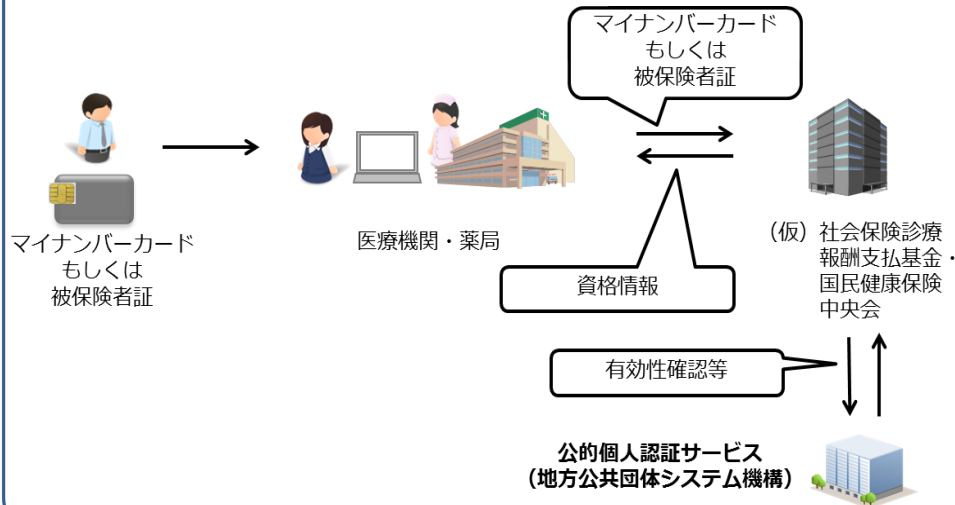 マイナンバーカード
もしくは
被保険者証
マイナンバーカード
もしくは
被保険者証
医療機関・薬局
（仮）社会保険診療
報酬支払基金・
国民健康保険
中央会
資格情報
有効性確認等
公的個人認証サービス
（地方公共団体システム機構）